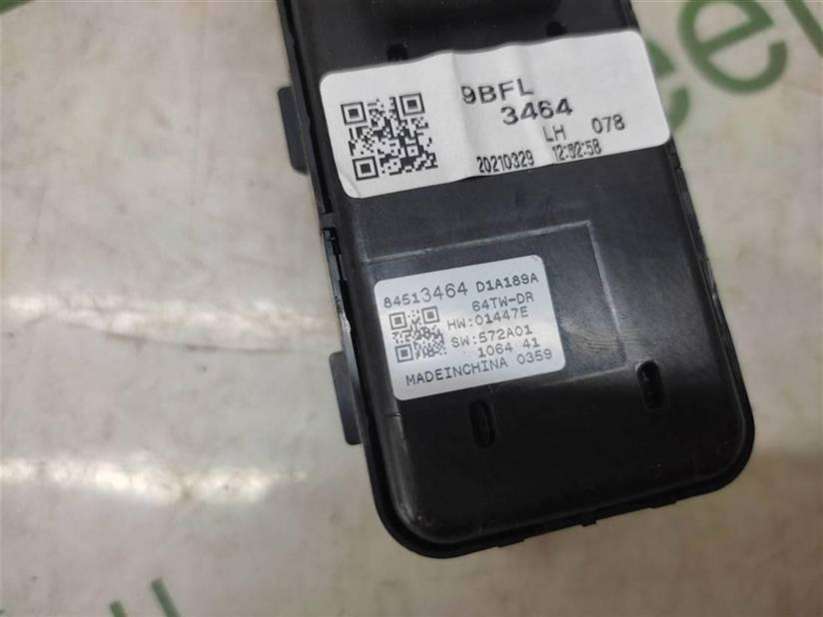 9BFL
3464
LH 078
20210329 12:02:58
84513464 D1A189A
64TW-DR
HW:01447E
SW:572A01
1064 41
MADEINCHINA 0359